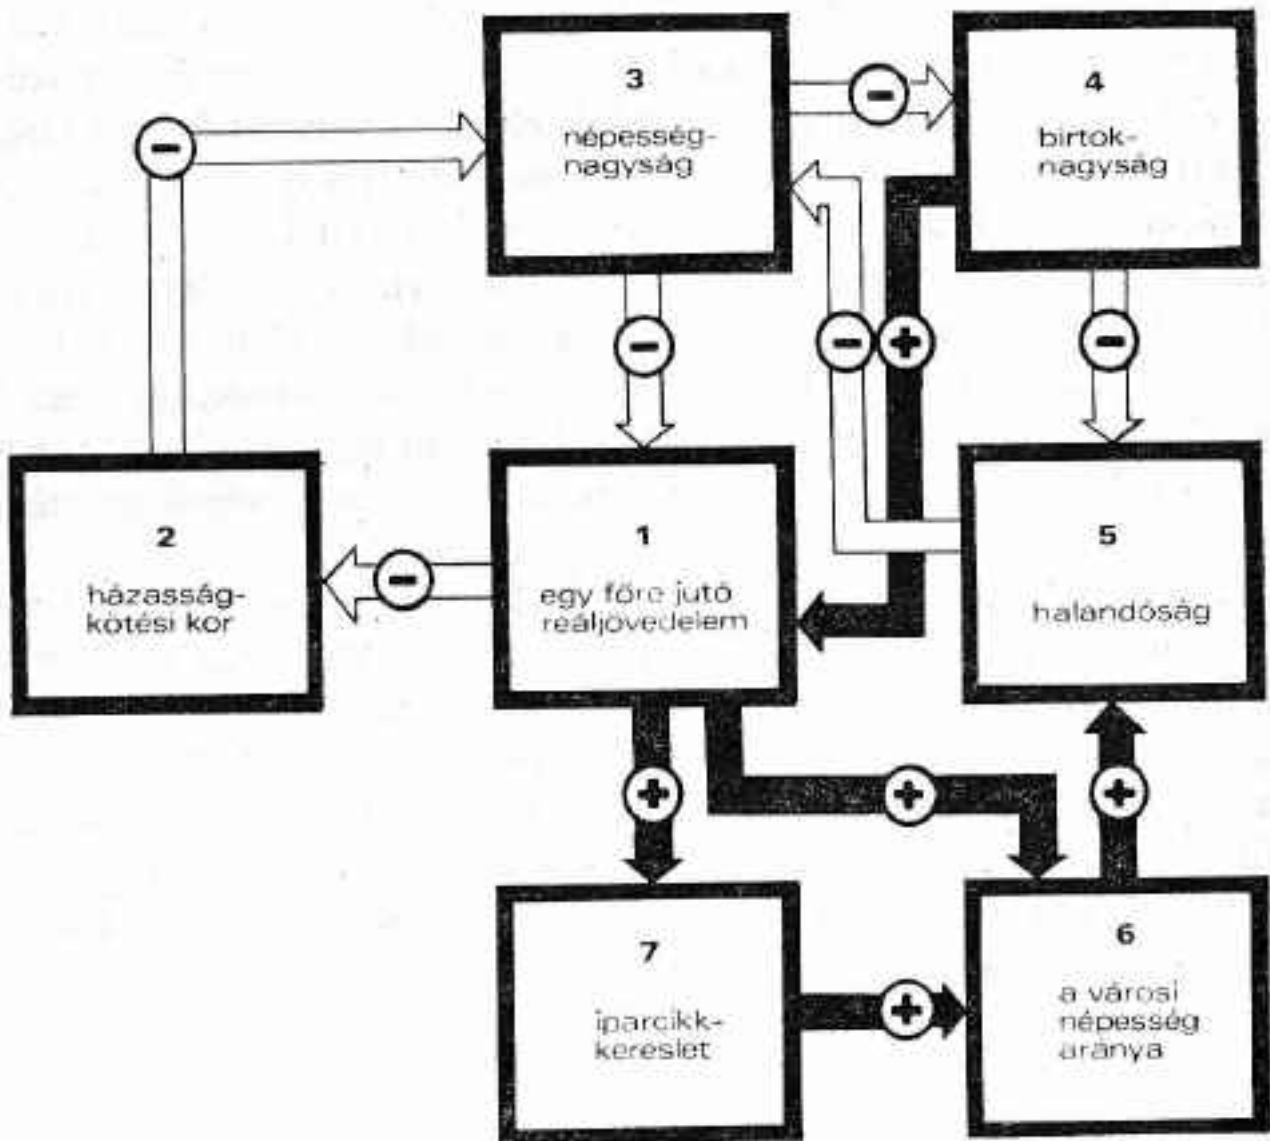 3
népesség-
nagyság
4
birtok-
nagyság
2
házasság-
kötési kor
1
egy főre jutó
reáljövedelem
5
halandóság
7
iparcikk-
kereslet
6
a városi
népesség
aránya
−
−
−
−
+
−
−
+
+
+
+